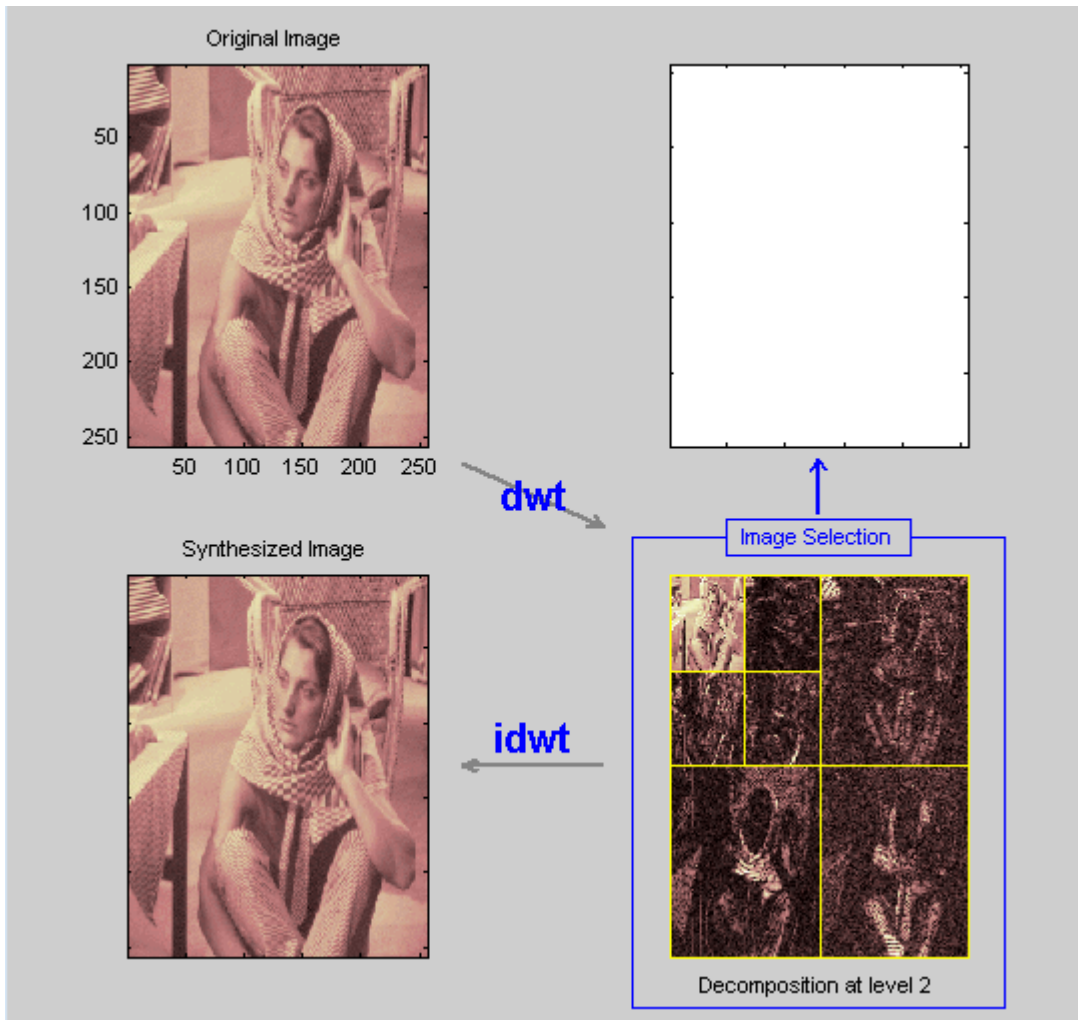 Original Image
50
100
150
200
250
50 100 150 200 250
dwt
Image Selection
Synthesized Image
idwt
Decomposition at level 2